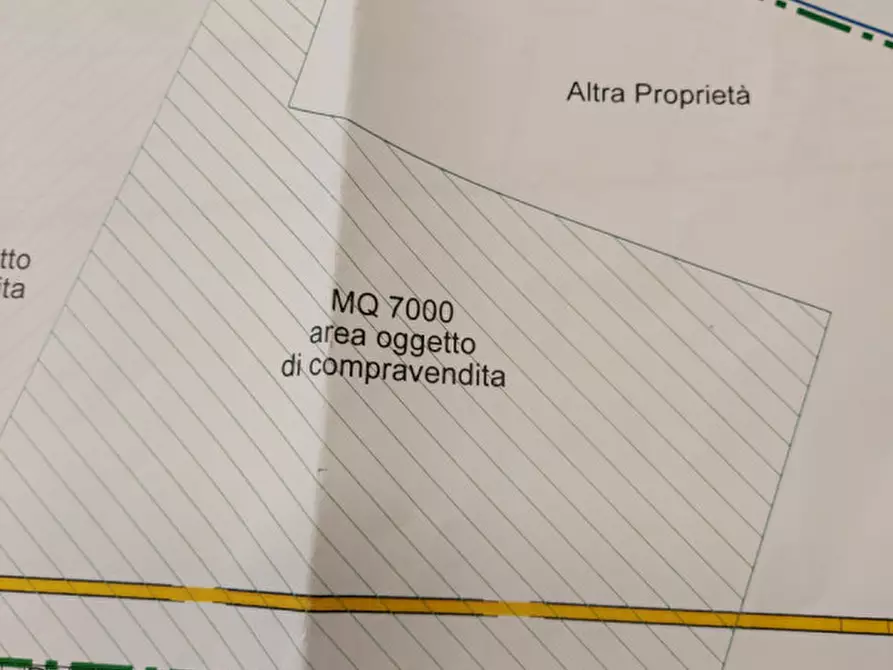 Altra Proprietà
tto
ita
MQ 7000
area oggetto
di compravendita